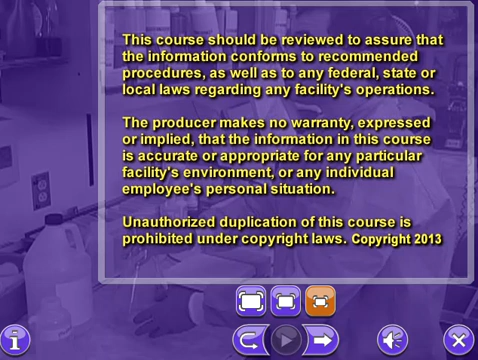 This course should be reviewed to assure that
the information conforms to recommended
procedures, as well as to any federal, state or
local laws regarding any facility's operations.
The producer makes no warranty, expressed
or implied, that the information in this course
is accurate or appropriate for any particular
facility's environment, or any individual
employee's personal situation.
Unauthorized duplication of this course is
prohibited under copyright laws. Copyright 2013